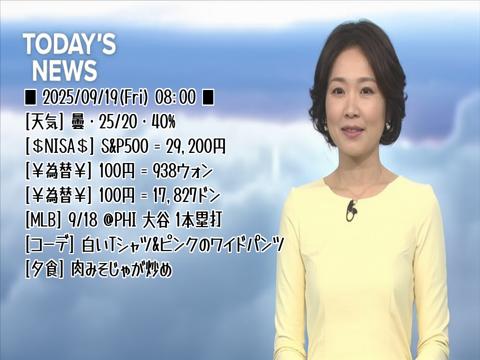 TODAY'S
NEWS
■ 2025/09/19(Fri) 08:00 ■
[天気] 曇・25/20・40%
[＄NISA＄] S&P500 = 29,200円
[￥為替￥] 100円 = 938ウォン
[￥為替￥] 100円 = 17,827ドン
[MLB] 9/18 @PHI 大谷 1本塁打
[コーデ] 白いTシャツ&ピンクのワイドパンツ
[夕食] 肉みそじゃが炒め